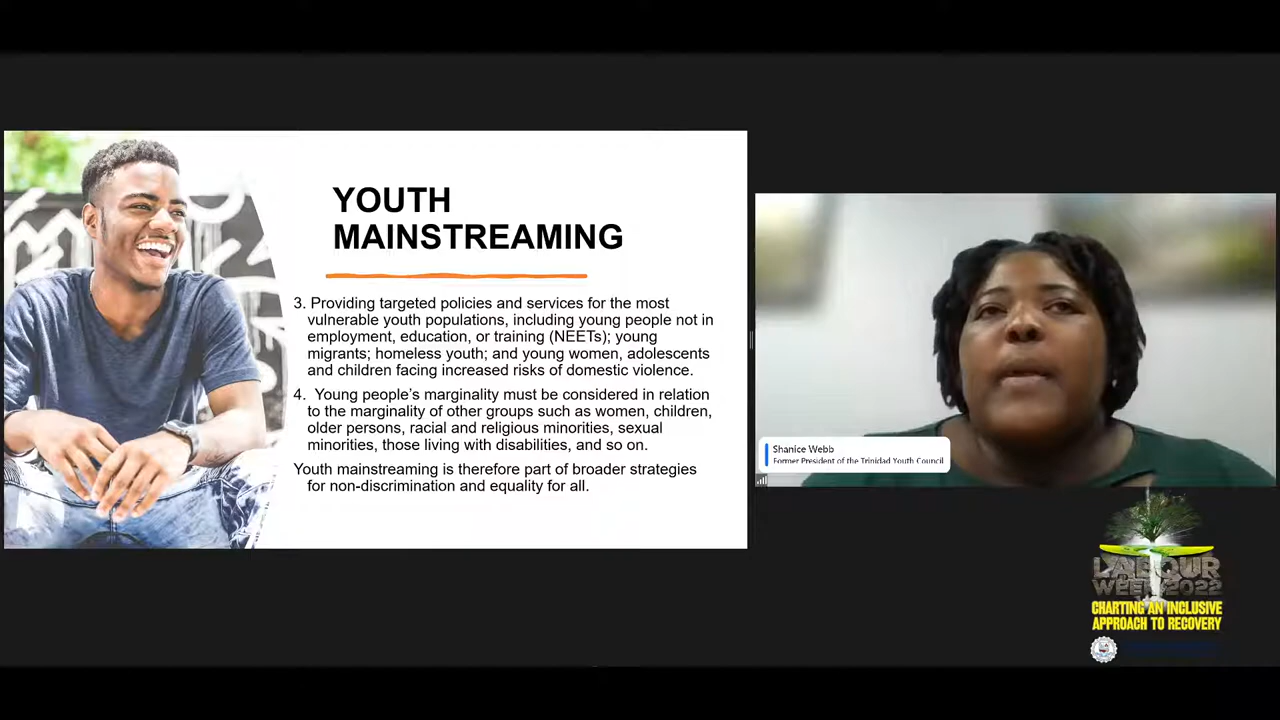 YOUTH
MAINSTREAMING
3. Providing targeted policies and services for the most
vulnerable youth populations, including young people not in
employment, education, or training (NEETs); young
migrants; homeless youth; and young women, adolescents
and children facing increased risks of domestic violence.
4. Young people’s marginality must be considered in relation
to the marginality of other groups such as women, children,
older persons, racial and religious minorities, sexual
minorities, those living with disabilities, and so on.
Youth mainstreaming is therefore part of broader strategies
for non-discrimination and equality for all.
Shanice Webb
Former President of the Trinidad Youth Council
LABOUR
WEEK 2022
CHARTING AN INCLUSIVE
APPROACH TO RECOVERY